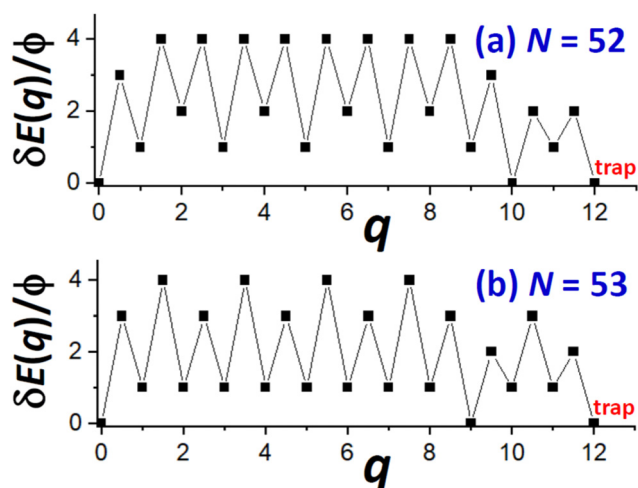 (a) N = 52
δE(q)/ϕ
4
2
0
trap
0 2 4 6 8 10 12
q
(b) N = 53
δE(q)/ϕ
4
2
0
trap
0 2 4 6 8 10 12
q